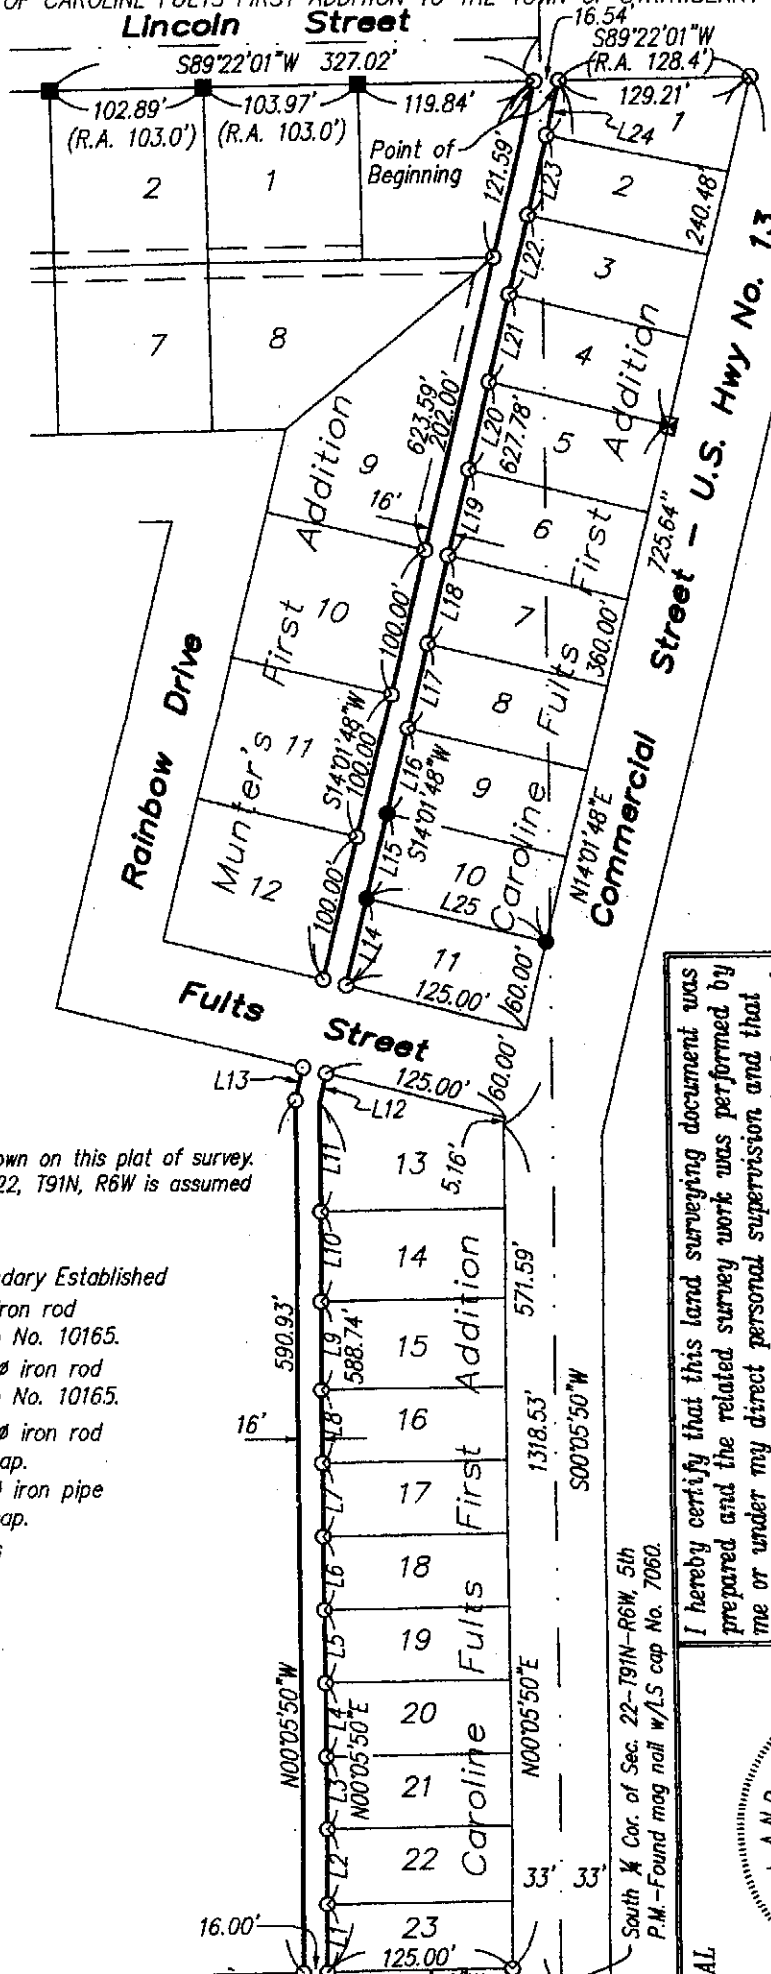 OF CAROLINE FULTS FIRST ADDITION TO THE TOWN OF
Lincoln Street
16.54'
S89°22'01"W
(R.A. 128.4')
129.21'
S89°22'01"W 327.02'
102.89'
(R.A. 103.0')
103.97'
(R.A. 103.0')
119.84'
Point of
Beginning
121.59'
L24
1
2
1
L23
2
240.48'
L22
3
7
8
L21
4
623.59'
202.00'
L20
627.78'
5
9
16'
L19
6
725.64"
10
100.00'
L18
7
360.00'
L17
8
11
S14°01'48"W
100.00'
L16
S14°01'48"W
9
N14°01'48"E
12
100.00'
L15
10
L25
L14
11
125.00'
60.00'
Munter's First Addition
Caroline Fults First Addition
Rainbow Drive
Commercial Street - U.S. Hwy No. 13
Fults Street
L13
L12
125.00'
60.00'
5.16'
own on this plat of survey.
22, T91N, R6W is assumed
dary Established
iron rod
No. 10165.
ø iron rod
No. 10165.
ø iron rod
ap.
iron pipe
ap.
L11
13
L10
14
590.93'
L9
588.74'
15
571.59'
16'
L8
16
1318.53'
S00°05'50"W
L7
17
L6
18
L5
19
N00°05'50"W
L4
N00°05'50"E
20
N00°05'50"E
L3
21
L2
22
33' 33'
16.00'
L1
23
125.00'
Caroline Fults First Addition
South ¼ Cor. of Sec. 22-T91N-R6W, 5th
P.M.-Found mag nail w/LS cap No. 7060.
I hereby certify that this land surveying document was
prepared and the related survey work was performed by
me or under my direct personal supervision and that
LAND
AL